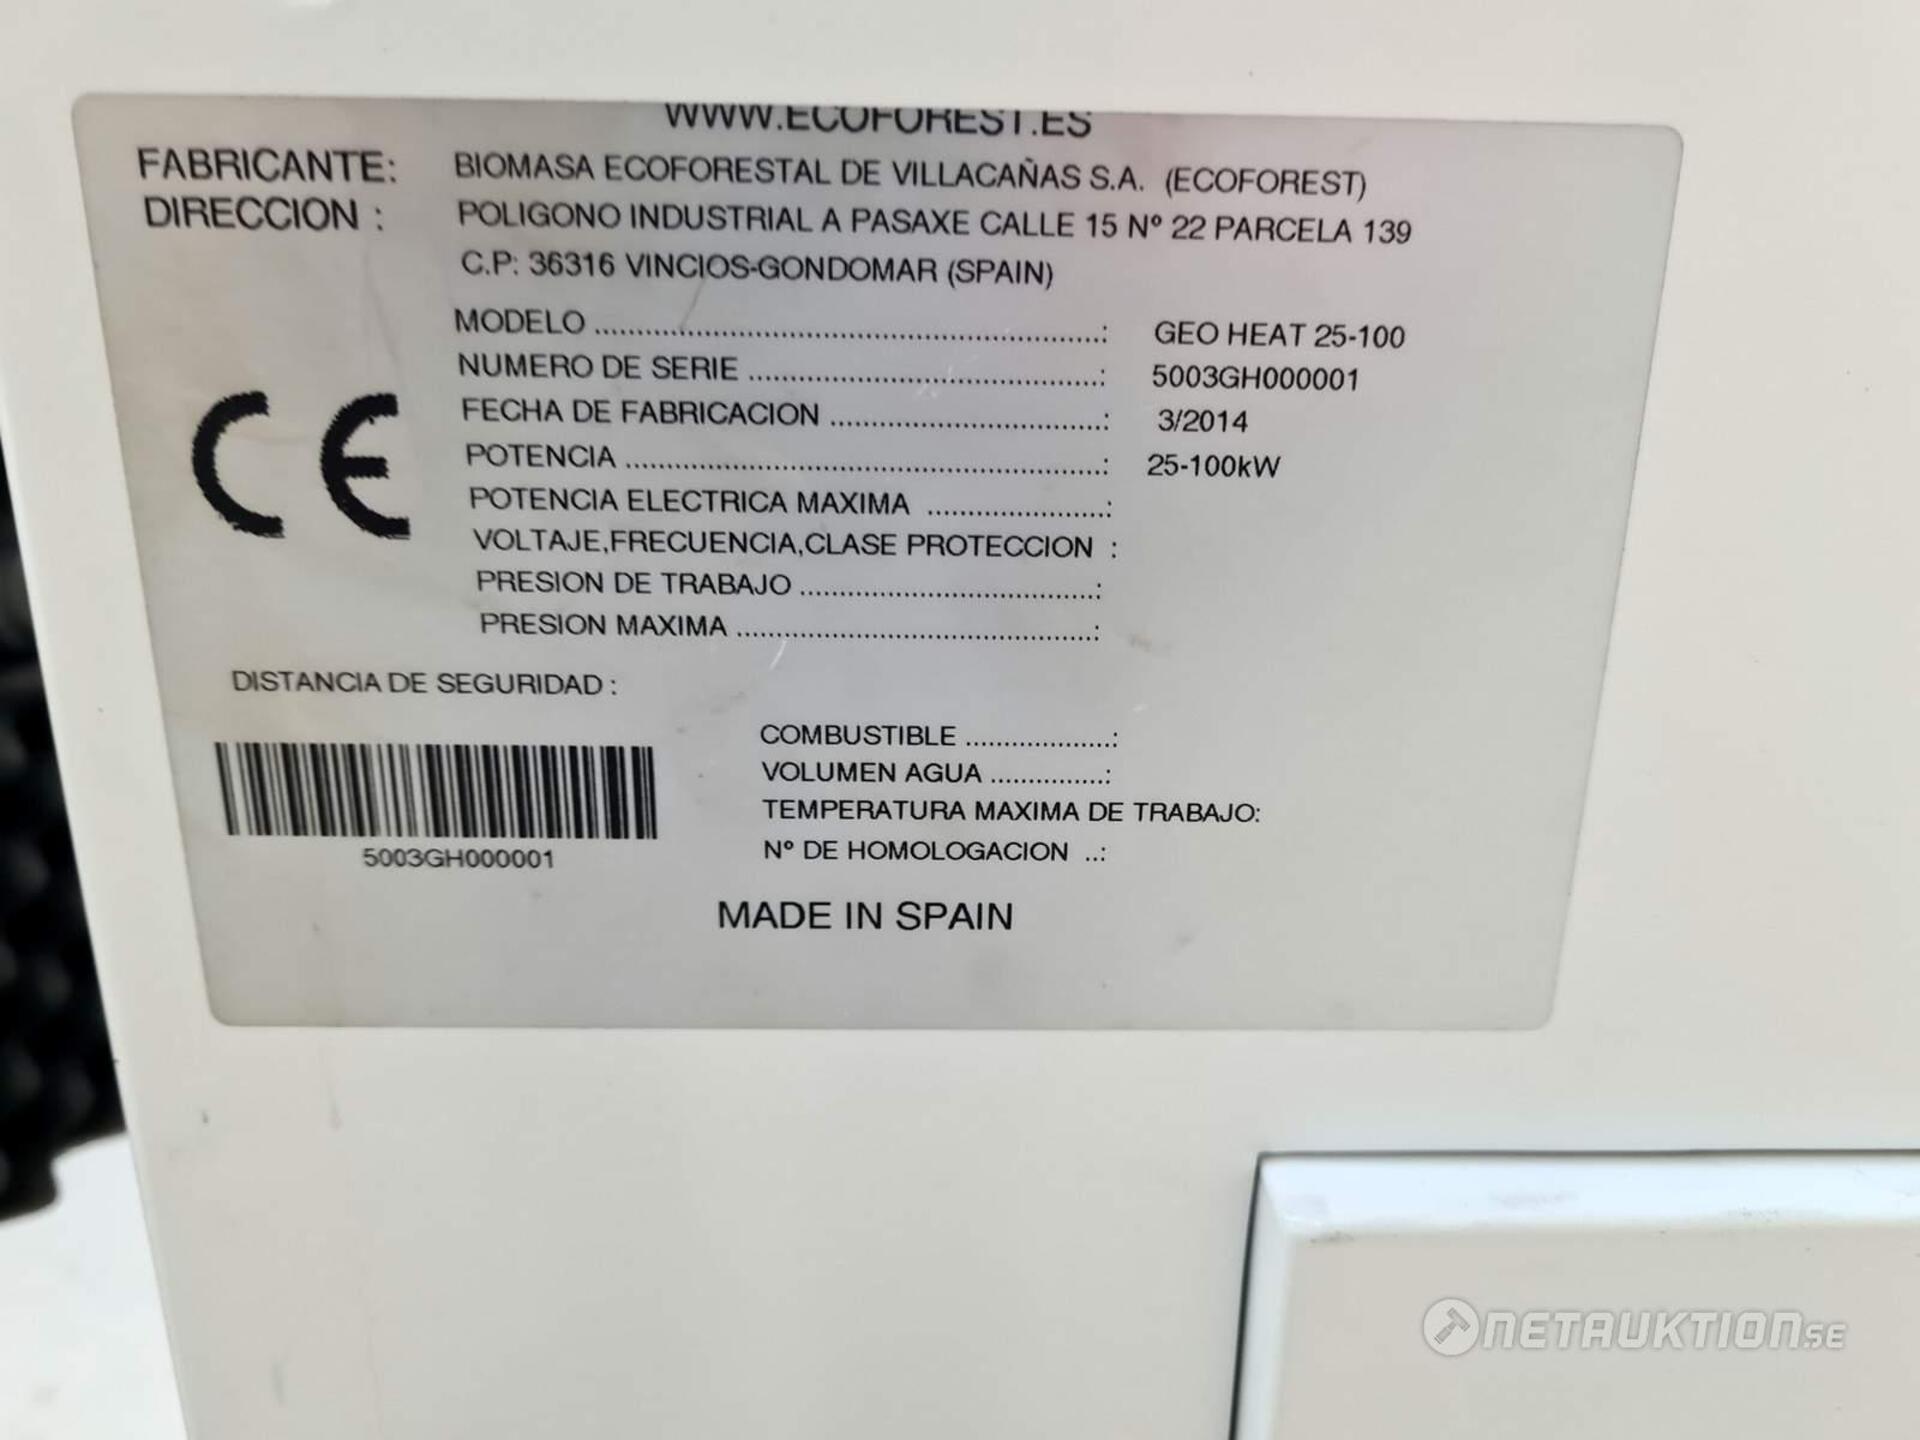 WWW.ECOFOREST.ES
FABRICANTE: BIOMASA ECOFORESTAL DE VILLACAÑAS S.A. (ECOFOREST)
DIRECCION : POLIGONO INDUSTRIAL A PASAXE CALLE 15 Nº 22 PARCELA 139
C.P: 36316 VINCIOS-GONDOMAR (SPAIN)
MODELO ..........: GEO HEAT 25-100
NUMERO DE SERIE ..........: 5003GH000001
FECHA DE FABRICACION ..........: 3/2014
POTENCIA ..........: 25-100kW
POTENCIA ELECTRICA MAXIMA ..........:
VOLTAJE,FRECUENCIA,CLASE PROTECCION :
PRESION DE TRABAJO ..........:
PRESION MAXIMA ..........:
CE
DISTANCIA DE SEGURIDAD :
5003GH000001
COMBUSTIBLE ..........:
VOLUMEN AGUA ..........:
TEMPERATURA MAXIMA DE TRABAJO:
Nº DE HOMOLOGACION ..:
MADE IN SPAIN
NETAUKTION.SE